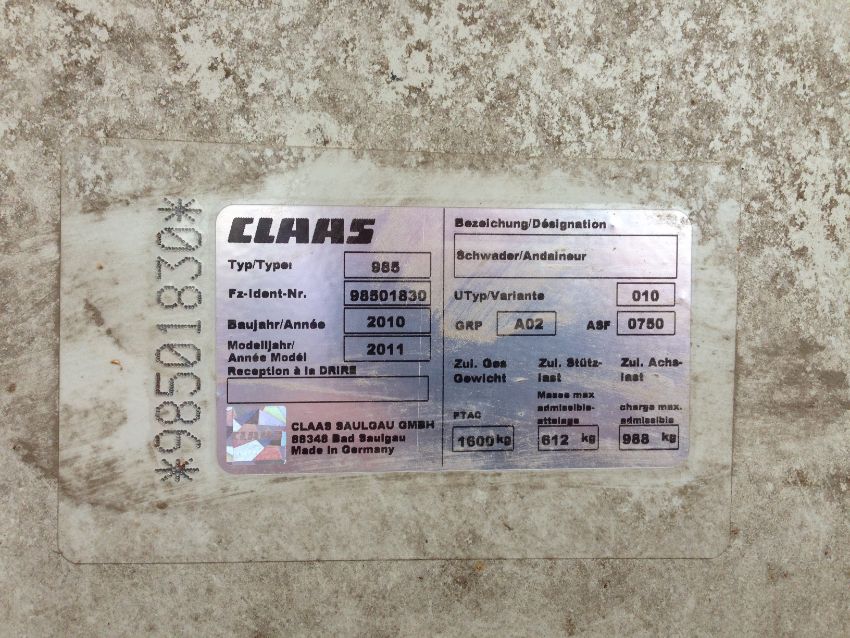 *98501830*
CLAAS
Typ/Type: 985
Fz-Ident-Nr. 98501830
Baujahr/Année 2010
Modelljahr/
Année Modél 2011
Reception à la DRIRE
CLAAS SAULGAU GMBH
88348 Bad Saulgau
Made in Germany
Bezeichung/Désignation
Schwader/Andaineur
UTyp/Variante 010
GRP A02 ASF 0750
Zul. Ges
Gewicht
PTAC
1600 kg
Zul. Stütz-
last
Masse max
admissible-
attelage
612 kg
Zul. Achs-
last
charge max.
admissible
988 kg